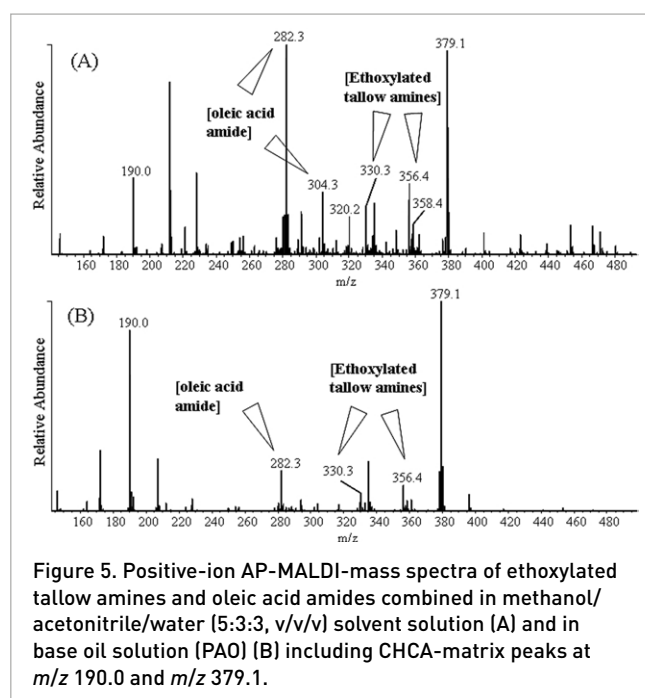 (A)
282.3
379.1
[Ethoxylated
tallow amines]
[oleic acid
amide]
190.0
304.3
320.2
330.3
356.4
358.4
Relative Abundance
160 180 200 220 240 260 280 300 320 340 360 380 400 420 440 460 480
m/z
(B)
379.1
190.0
[Ethoxylated
tallow amines]
[oleic acid
amide]
282.3
330.3
356.4
Relative Abundance
160 180 200 220 240 260 280 300 320 340 360 380 400 417 440 460 480
m/z
Figure 5. Positive-ion AP-MALDI-mass spectra of ethoxylated
tallow amines and oleic acid amides combined in methanol/
acetonitrile/water (5:3:3, v/v/v) solvent solution (A) and in
base oil solution (PAO) (B) including CHCA-matrix peaks at
m/z 190.0 and m/z 379.1.